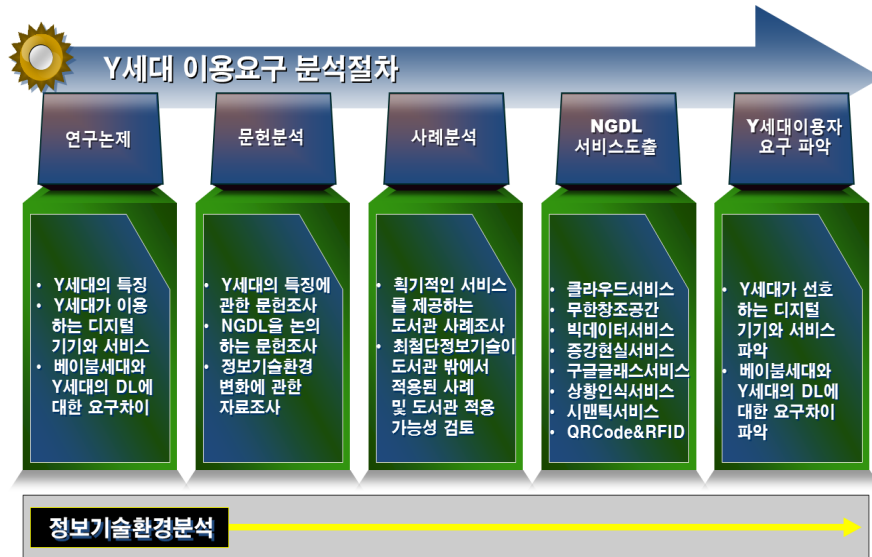 Y세대 이용요구 분석절차
연구논제
• Y세대의 특징
• Y세대가 이용
하는 디지털
기기와 서비스
• 베이붐세대와
Y세대의 DL에
대한 요구차이
문헌분석
• Y세대의 특징에
관한 문헌조사
• NGDL을 논의
하는 문헌조사
• 정보기술환경
변화에 관한
자료조사
사례분석
• 획기적인 서비스
를 제공하는
도서관 사례조사
• 최첨단정보기술이
도서관 밖에서
적용된 사례
및 도서관 적용
가능성 검토
NGDL
서비스도출
• 클라우드서비스
• 무한창조공간
• 빅데이터서비스
• 증강현실서비스
• 구글글래스서비스
• 상황인식서비스
• 시맨틱서비스
• QRCode&RFID
Y세대이용자
요구 파악
• Y세대가 선호
하는 디지털
기기와 서비스
파악
• 베이붐세대와
Y세대의 DL에
대한 요구차이
파악
정보기술환경분석